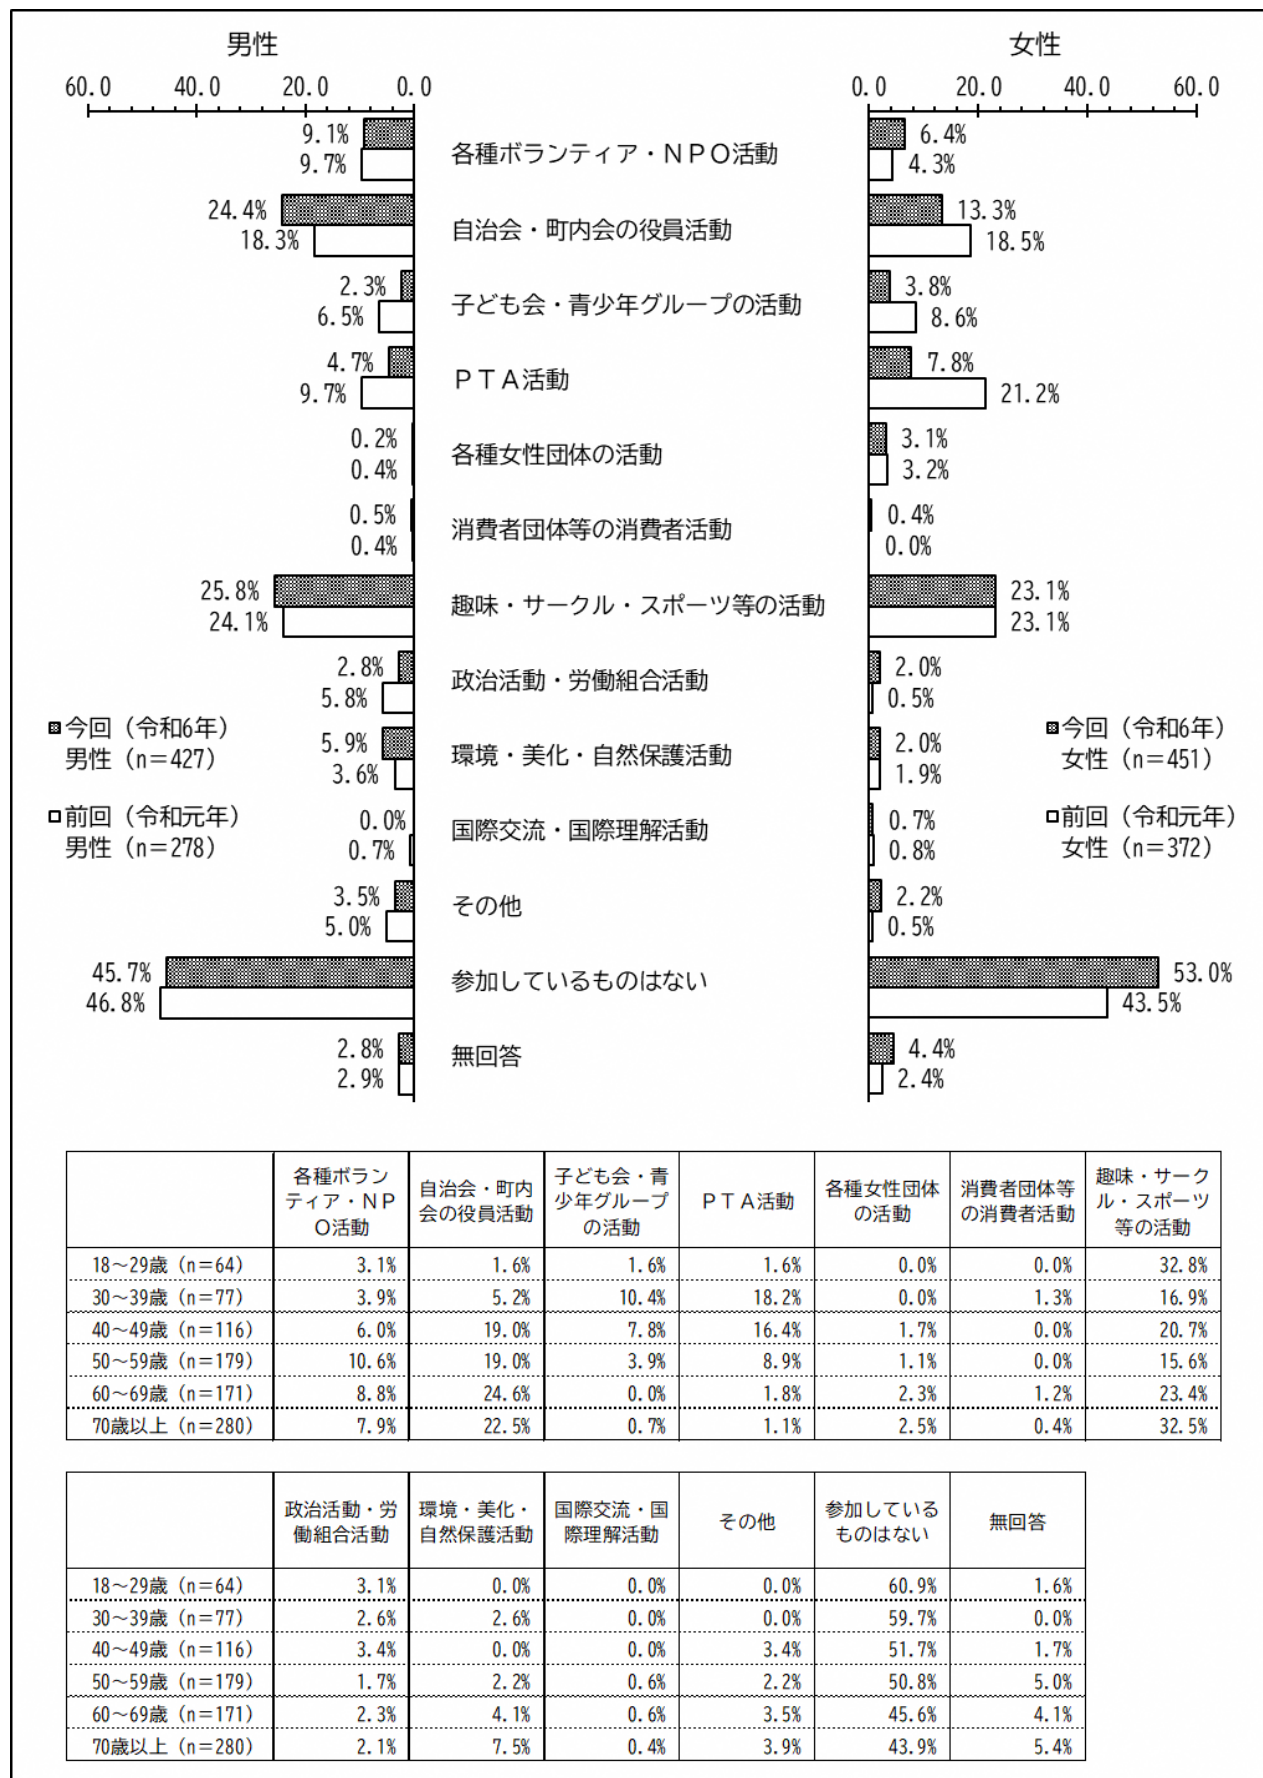 男性
女性
60.0 40.0 20.0 0.0
0.0 20.0 40.0 60.0
9.1%
9.7%
各種ボランティア・NPO活動
6.4%
4.3%
24.4%
18.3%
自治会・町内会の役員活動
13.3%
18.5%
2.3%
6.5%
子ども会・青少年グループの活動
3.8%
8.6%
4.7%
9.7%
PTA活動
7.8%
21.2%
0.2%
0.4%
各種女性団体の活動
3.1%
3.2%
0.5%
0.4%
消費者団体等の消費者活動
0.4%
0.0%
25.8%
24.1%
趣味・サークル・スポーツ等の活動
23.1%
23.1%
2.8%
5.8%
政治活動・労働組合活動
2.0%
0.5%
5.9%
3.6%
環境・美化・自然保護活動
2.0%
1.9%
0.0%
0.7%
国際交流・国際理解活動
0.7%
0.8%
3.5%
5.0%
その他
2.2%
0.5%
45.7%
46.8%
参加しているものはない
53.0%
43.5%
2.8%
2.9%
無回答
4.4%
2.4%
今回（令和6年）
男性（n＝427）
前回（令和元年）
男性（n＝278）
今回（令和6年）
女性（n＝451）
前回（令和元年）
女性（n＝372）
各種ボラン
ティア・NP
O活動
自治会・町内
会の役員活動
子ども会・青
少年グループ
の活動
PTA活動
各種女性団体
の活動
消費者団体等
の消費者活動
趣味・サーク
ル・スポーツ
等の活動
18～29歳（n＝64） 3.1% 1.6% 1.6% 1.6% 0.0% 0.0% 32.8%
30～39歳（n＝77） 3.9% 5.2% 10.4% 18.2% 0.0% 1.3% 16.9%
40～49歳（n＝116） 6.0% 19.0% 7.8% 16.4% 1.7% 0.0% 20.7%
50～59歳（n＝179） 10.6% 19.0% 3.9% 8.9% 1.1% 0.0% 15.6%
60～69歳（n＝171） 8.8% 24.6% 0.0% 1.8% 2.3% 1.2% 23.4%
70歳以上（n＝280） 7.9% 22.5% 0.7% 1.1% 2.5% 0.4% 32.5%
政治活動・労
働組合活動
環境・美化・
自然保護活動
国際交流・国
際理解活動
その他
参加している
ものはない
無回答
18～29歳（n＝64） 3.1% 0.0% 0.0% 0.0% 60.9% 1.6%
30～39歳（n＝77） 2.6% 2.6% 0.0% 0.0% 59.7% 0.0%
40～49歳（n＝116） 3.4% 0.0% 0.0% 3.4% 51.7% 1.7%
50～59歳（n＝179） 1.7% 2.2% 0.6% 2.2% 50.8% 5.0%
60～69歳（n＝171） 2.3% 4.1% 0.6% 3.5% 45.6% 4.1%
70歳以上（n＝280） 2.1% 7.5% 0.4% 3.9% 43.9% 5.4%